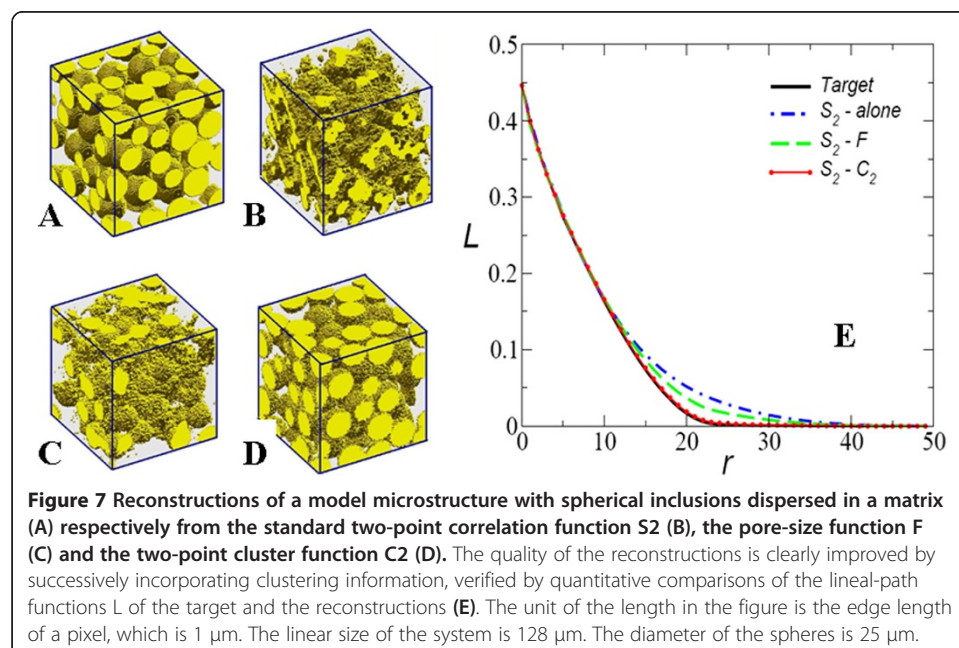 A
B
C
D
0.5
0.4
0.3
0.2
0.1
0
L
Target
S2 - alone
S2 - F
S2 - C2
E
0 10 20 30 40 50
r
Figure 7 Reconstructions of a model microstructure with spherical inclusions dispersed in a matrix
(A) respectively from the standard two-point correlation function S2 (B), the pore-size function F
(C) and the two-point cluster function C2 (D). The quality of the reconstructions is clearly improved by
successively incorporating clustering information, verified by quantitative comparisons of the lineal-path
functions L of the target and the reconstructions (E). The unit of the length in the figure is the edge length
of a pixel, which is 1 μm. The linear size of the system is 128 μm. The diameter of the spheres is 25 μm.